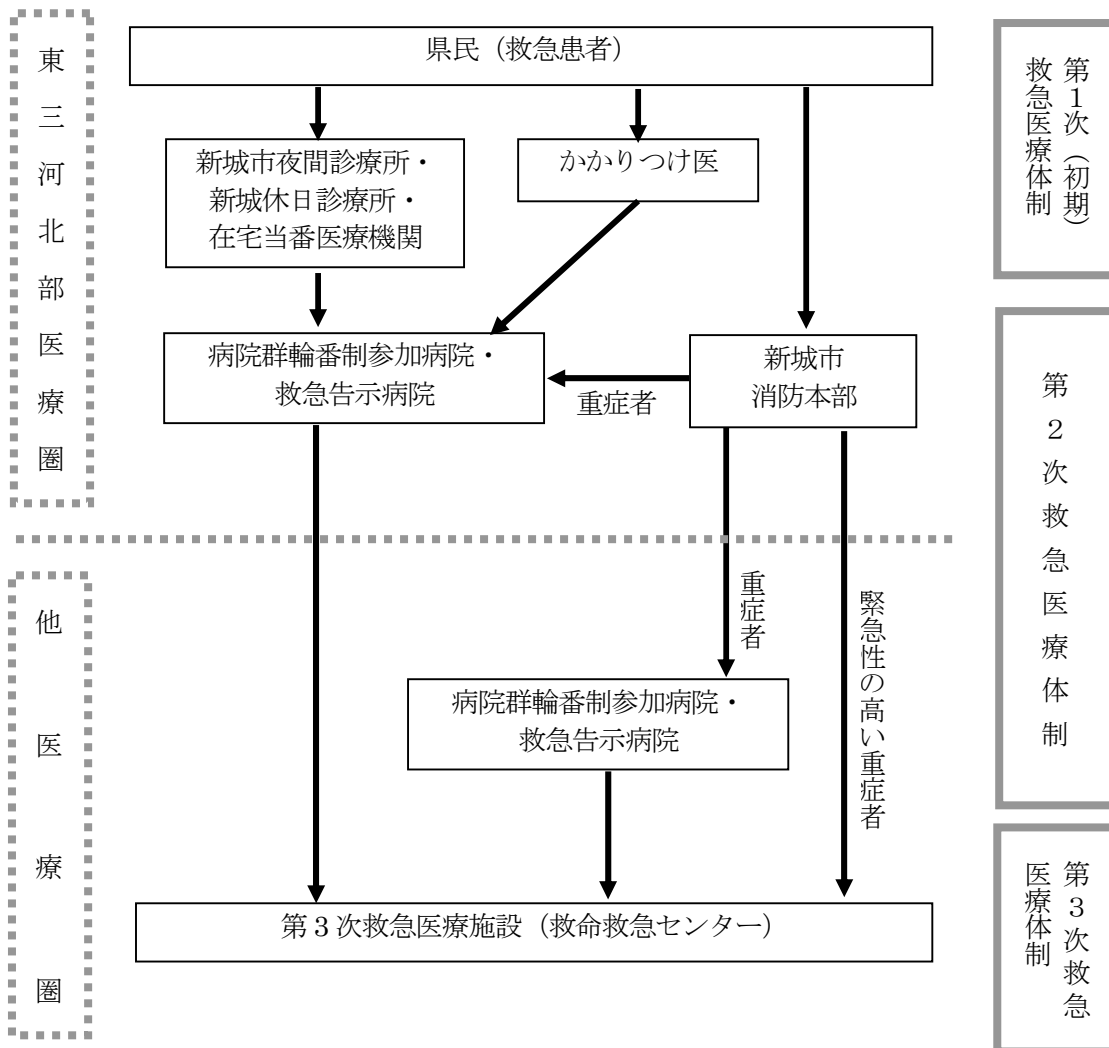 東三河北部医療圏
県民（救急患者）
第１次（初期）
救急医療体制
新城市夜間診療所・
新城休日診療所・
在宅当番医療機関
かかりつけ医
病院群輪番制参加病院・
救急告示病院
重症者
新城市
消防本部
第２次救急医療体制
他医療圏
重症者
緊急性の高い重症者
病院群輪番制参加病院・
救急告示病院
第３次救急医療施設（救命救急センター）
第３次救急
医療体制